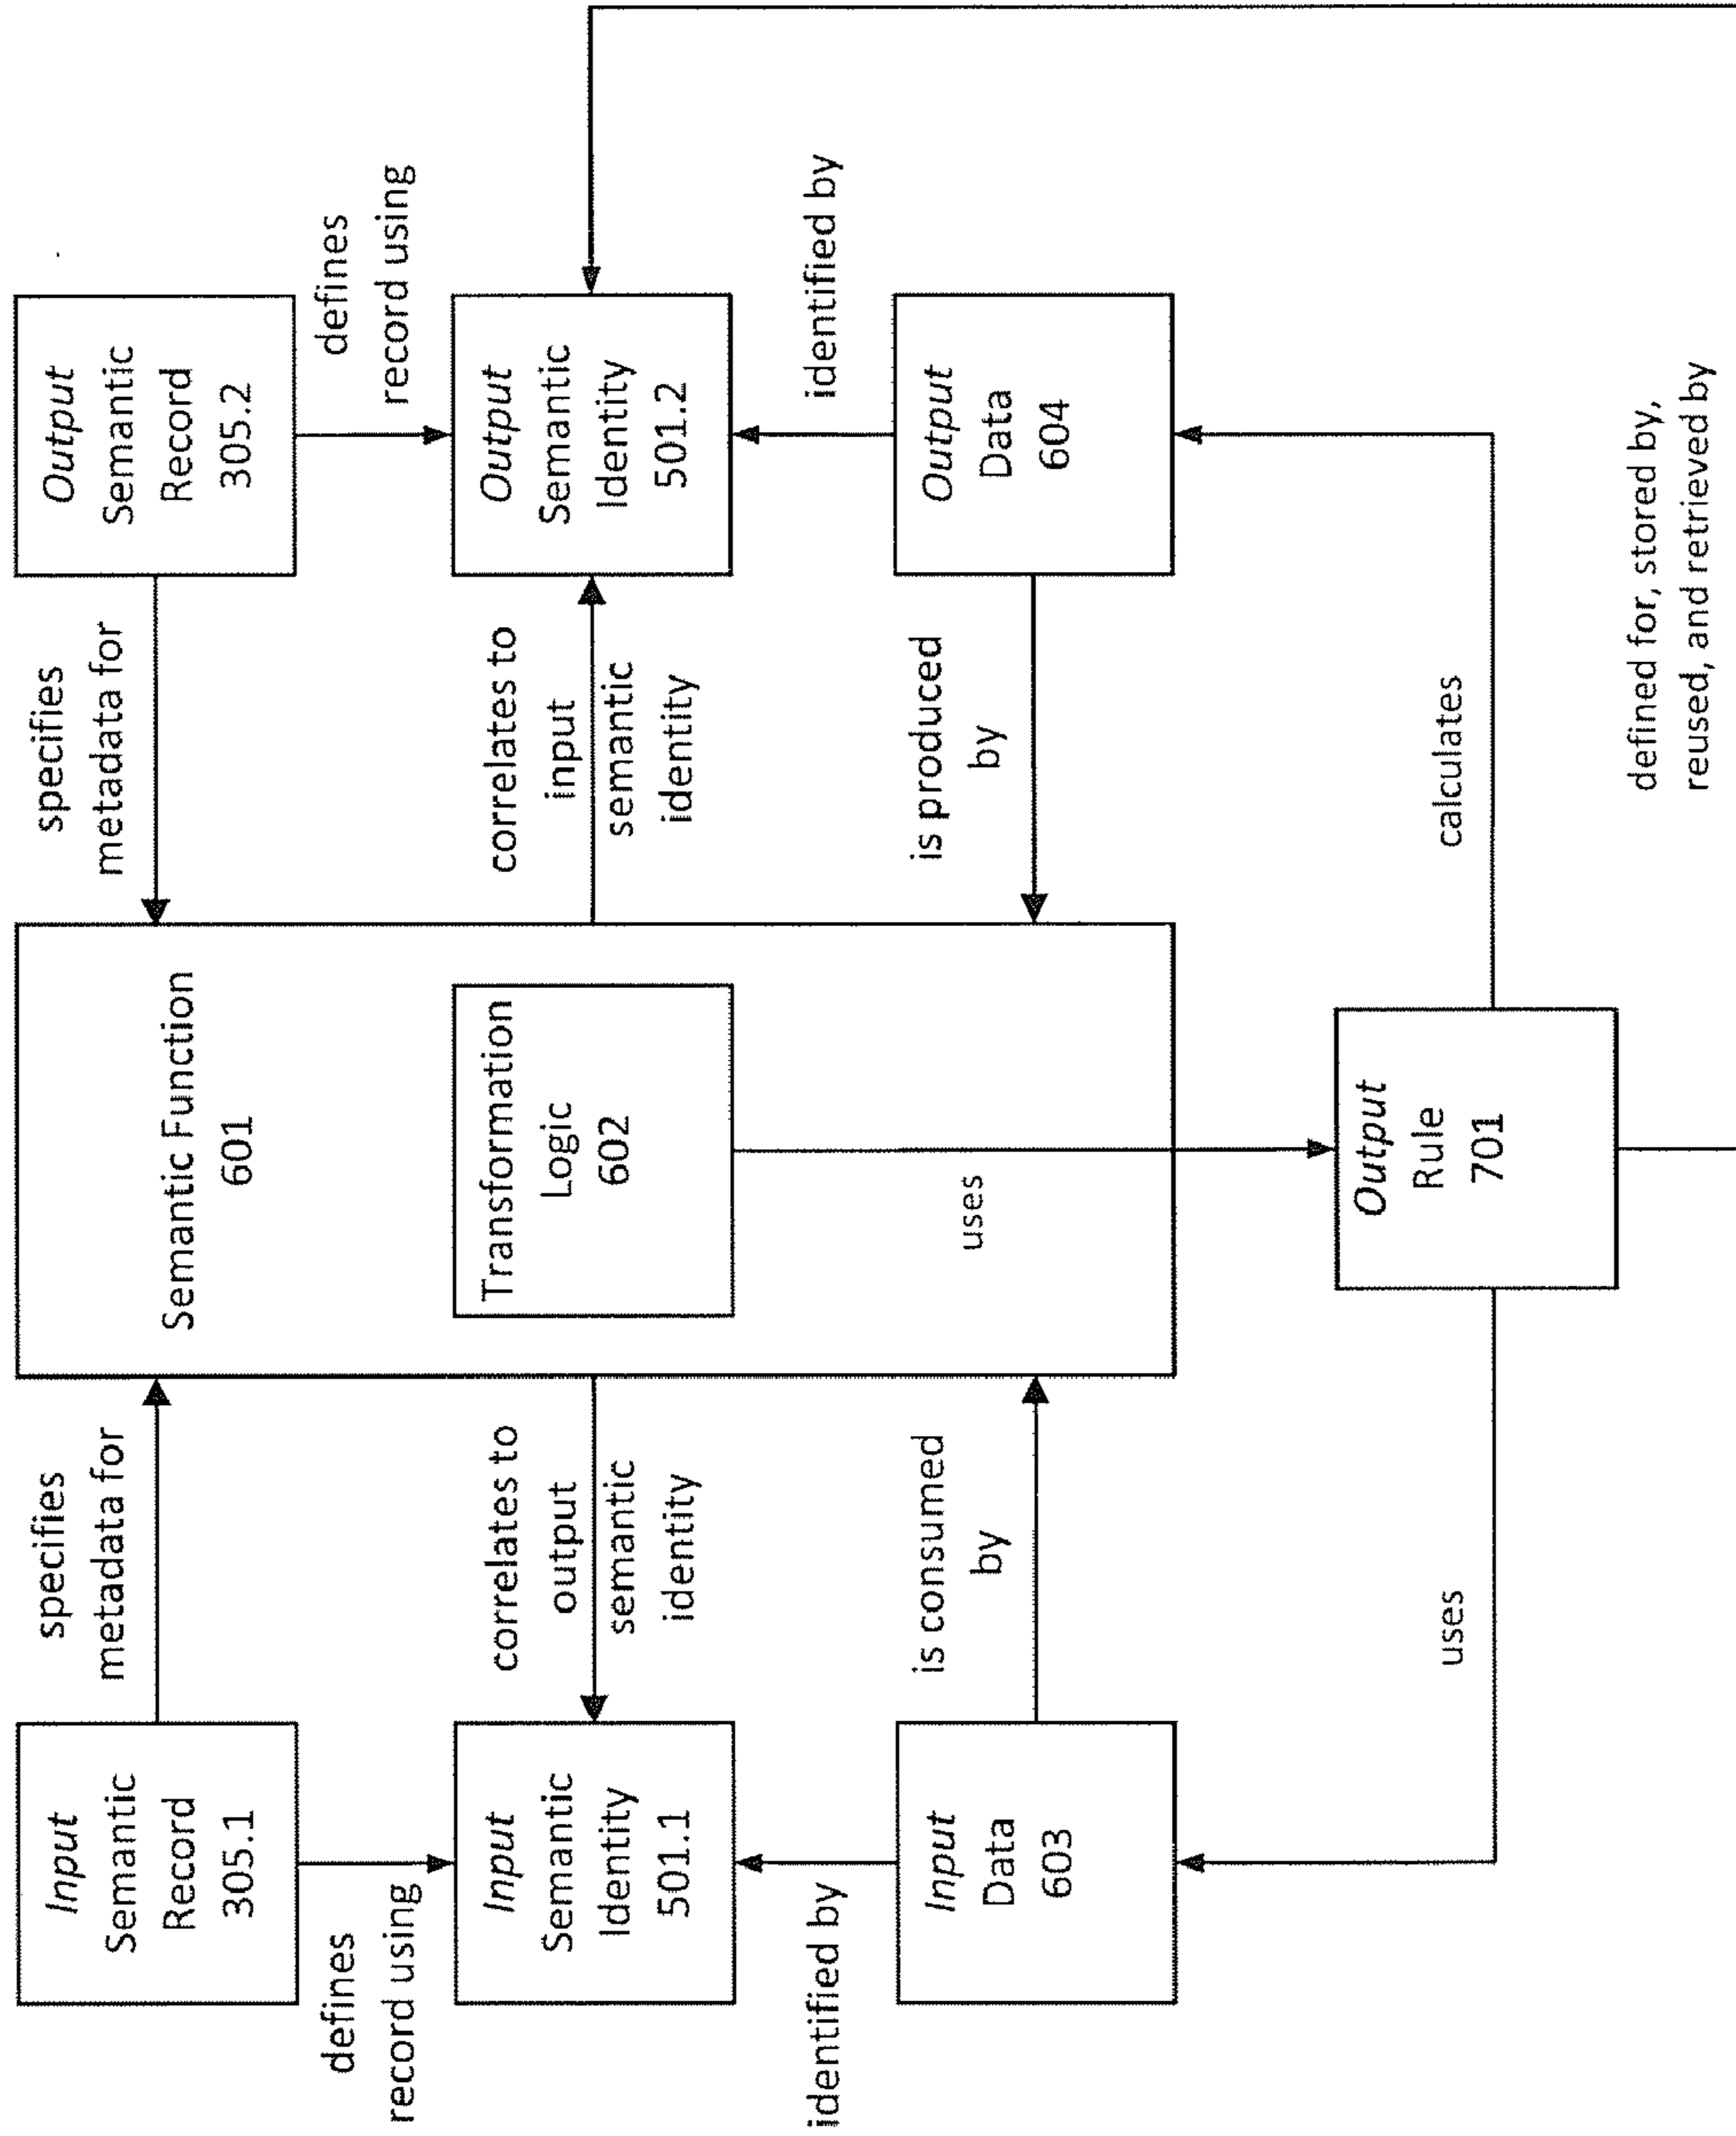 Input
Semantic
Record
305.1
specifies
metadata for
Semantic Function
601
specifies
metadata for
Output
Semantic
Record
305.2
defines
record using
defines
record using
Input
Semantic
Identity
501.1
correlates to
output
semantic
identity
Transformation
Logic
602
correlates to
input
semantic
identity
Output
Semantic
Identity
501.2
identified by
identified by
Input
Data
603
is consumed
by
uses
is produced
by
Output
Data
604
uses
Output
Rule
701
calculates
defined for, stored by,
reused, and retrieved by